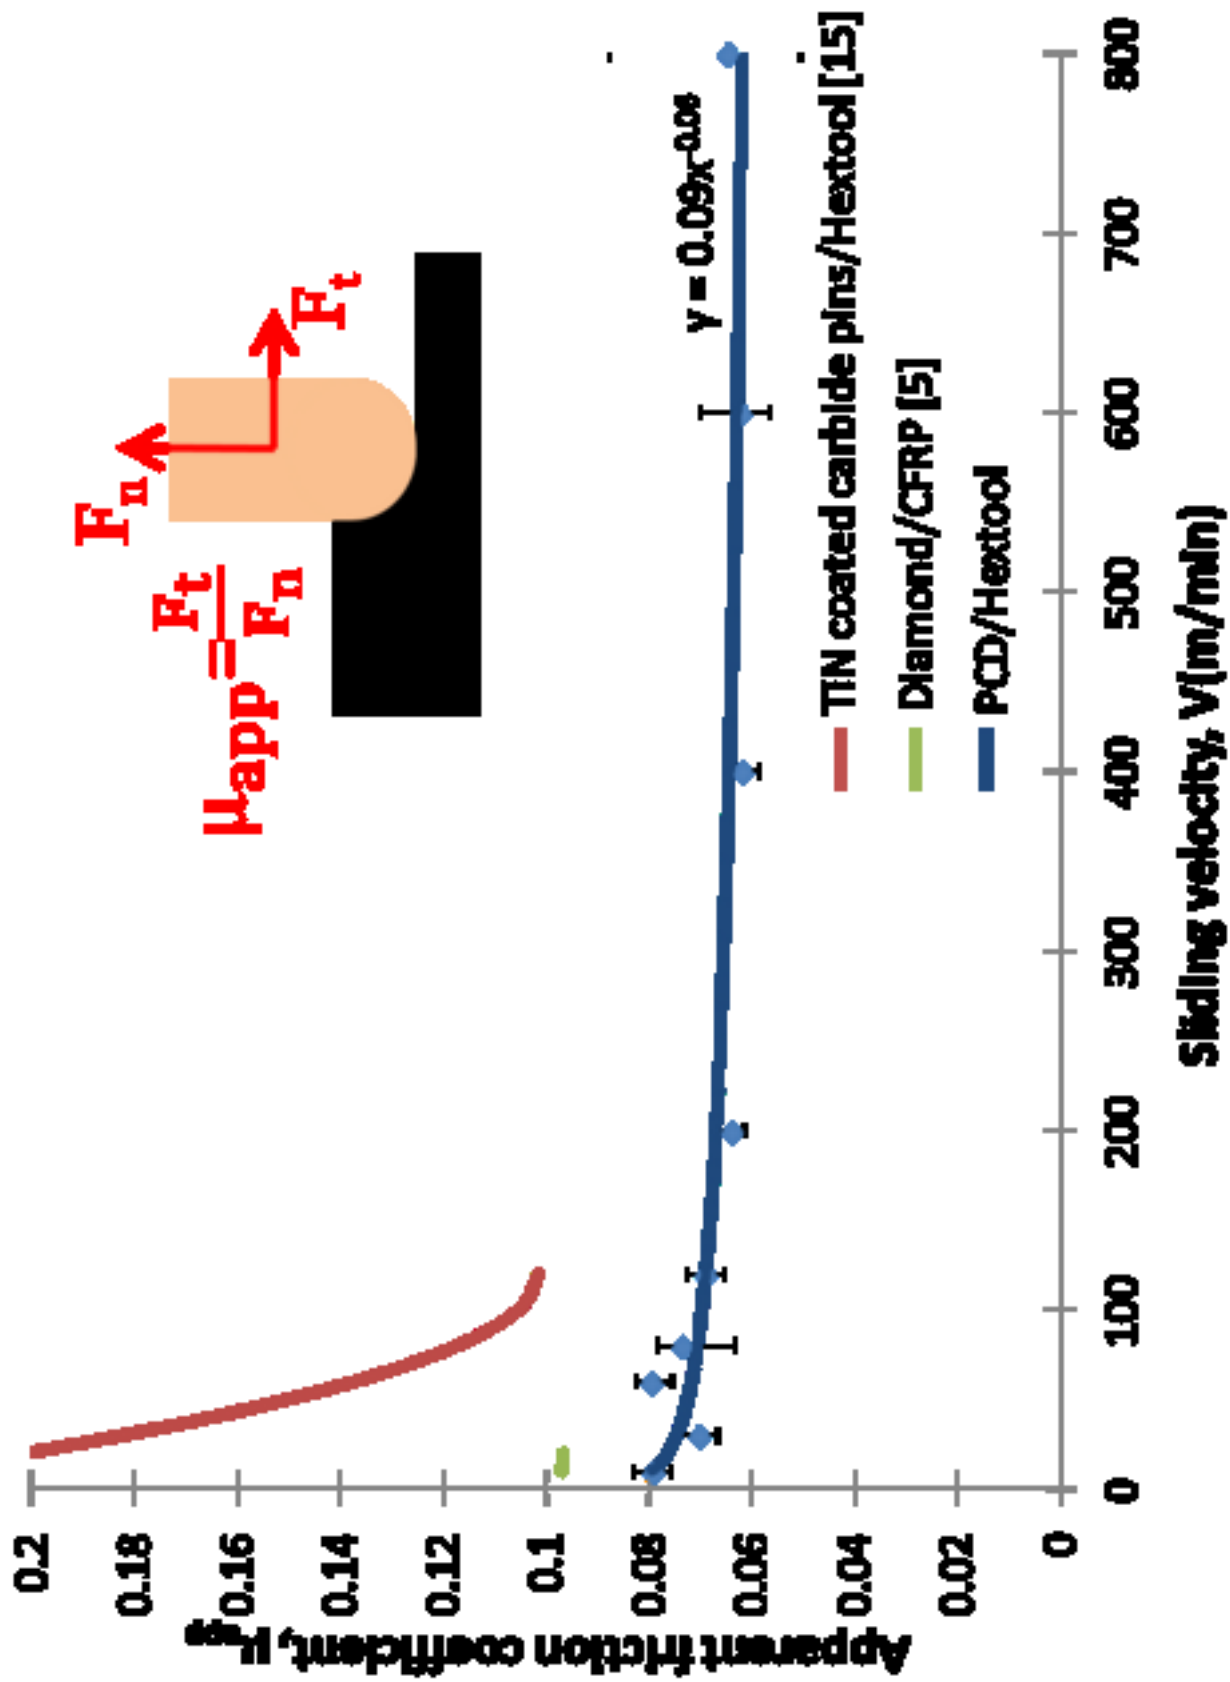 Apparent friction coefficient, μapp
0.2
0.18
0.16
0.14
0.12
0.1
0.08
0.06
0.04
0.02
0
μapp = Ft
Fn
Fn
Ft
y = 0.09x-0.06
TiN coated carbide pins/Hextool [15]
Diamond/CFRP [5]
PCD/Hextool
0 100 200 300 400 500 600 700 800
Sliding velocity, V(m/min)